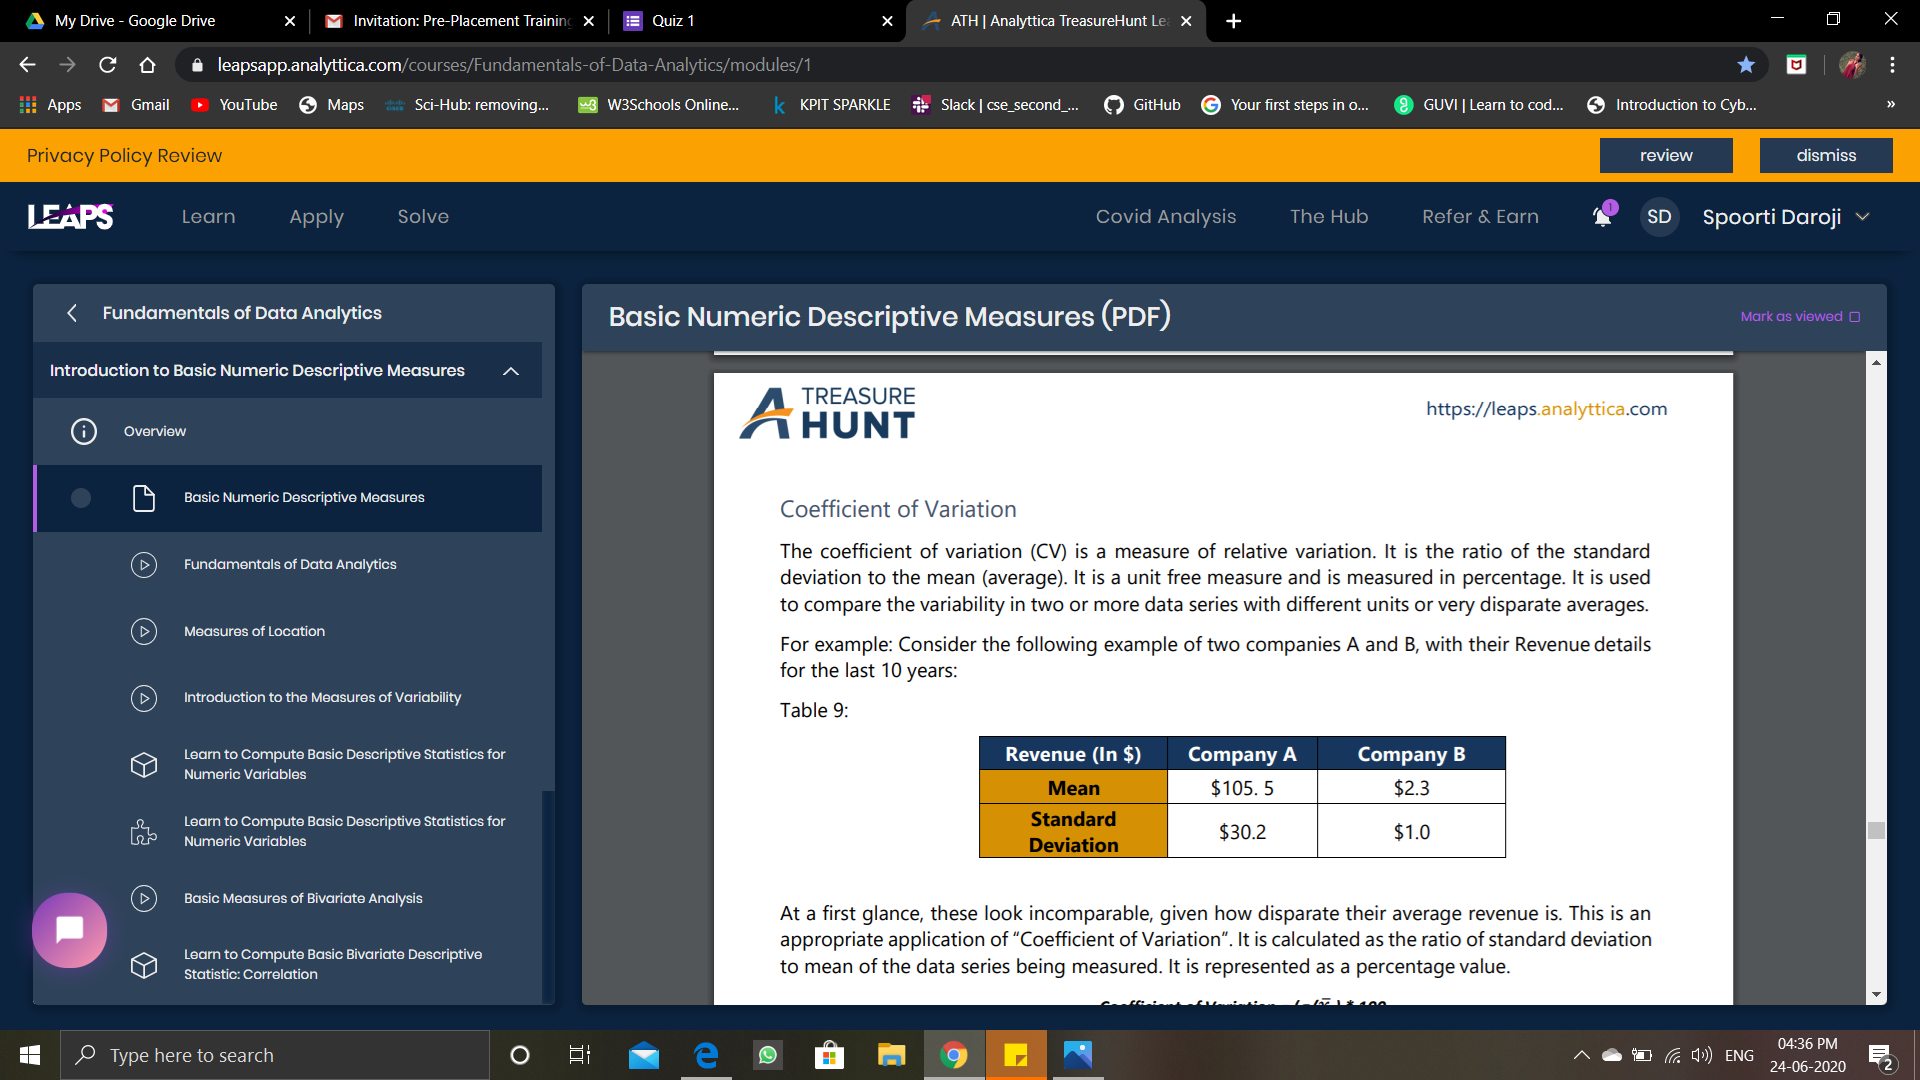 My Drive - Google Drive
Invitation: Pre-Placement Training
Quiz 1
ATH | Analyttica TreasureHunt Le
leapsapp.analyttica.com/courses/Fundamentals-of-Data-Analytics/modules/1
Apps
Gmail
YouTube
Maps
Sci-Hub: removing...
W3Schools Online...
KPIT SPARKLE
Slack | cse_second_...
GitHub
Your first steps in o...
GUVI | Learn to cod...
Introduction to Cyb...
»
Privacy Policy Review
review
dismiss
LEAPS
Learn
Apply
Solve
Covid Analysis
The Hub
Refer & Earn
1
SD
Spoorti Daroji
Fundamentals of Data Analytics
Introduction to Basic Numeric Descriptive Measures
Overview
Basic Numeric Descriptive Measures
Fundamentals of Data Analytics
Measures of Location
Introduction to the Measures of Variability
Learn to Compute Basic Descriptive Statistics for
Numeric Variables
Learn to Compute Basic Descriptive Statistics for
Numeric Variables
Basic Measures of Bivariate Analysis
Learn to Compute Basic Bivariate Descriptive
Statistic: Correlation
Basic Numeric Descriptive Measures (PDF)
Mark as viewed
TREASURE
HUNT
https://leaps.analyttica.com
Coefficient of Variation
The coefficient of variation (CV) is a measure of relative variation. It is the ratio of the standard
deviation to the mean (average). It is a unit free measure and is measured in percentage. It is used
to compare the variability in two or more data series with different units or very disparate averages.
For example: Consider the following example of two companies A and B, with their Revenue details
for the last 10 years:
Table 9:
Revenue (In $) Company A Company B
Mean $105. 5 $2.3
Standard
Deviation $30.2 $1.0
At a first glance, these look incomparable, given how disparate their average revenue is. This is an
appropriate application of “Coefficient of Variation”. It is calculated as the ratio of standard deviation
to mean of the data series being measured. It is represented as a percentage value.
Type here to search
ENG
04:36 PM
24-06-2020
2